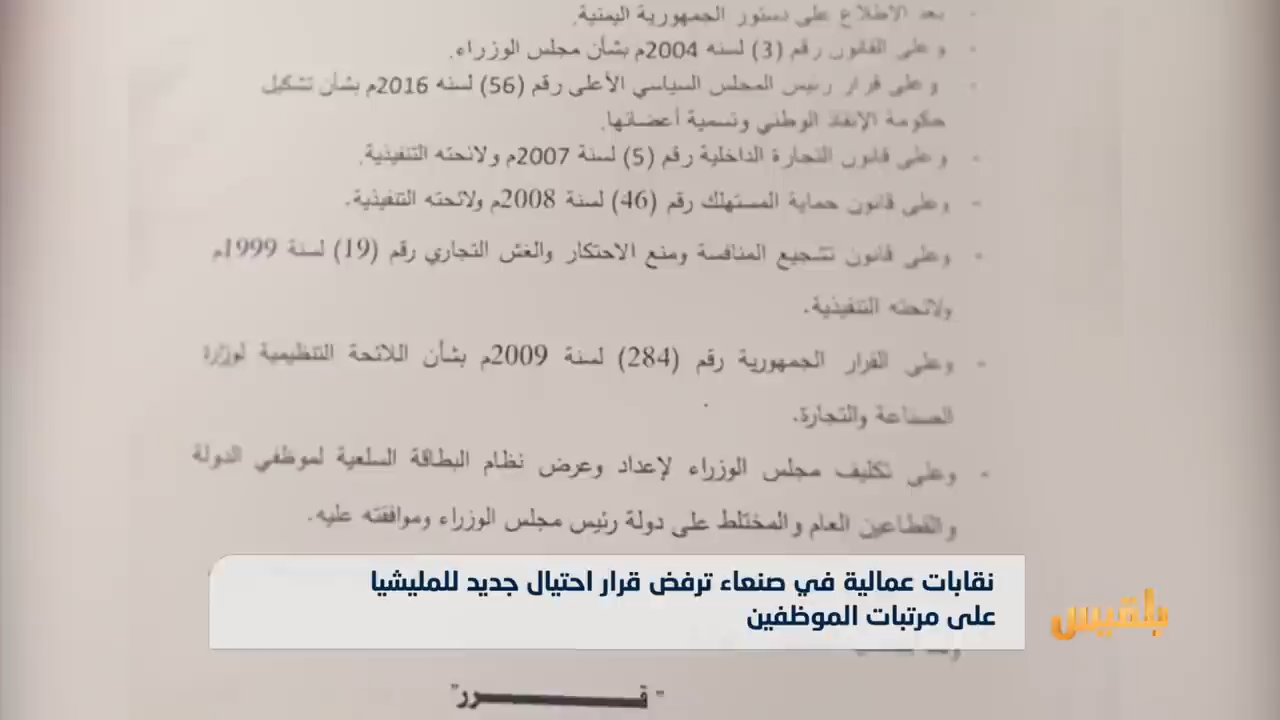 - بعد الاطلاع على دستور الجمهورية اليمنية.
- وعلى القانون رقم (3) لسنه 2004م بشأن مجلس الوزراء.
- وعلى قرار رئيس المجلس السياسي الأعلى رقم (56) لسنه 2016م بشأن تشكيل
حكومة الإنقاذ الوطني وتسمية أعضائها.
- وعلى قانون التجارة الداخلية رقم (5) لسنة 2007م ولائحته التنفيذية.
- وعلى قانون حماية المستهلك رقم (46) لسنة 2008م ولائحته التنفيذية.
- وعلى قانون تشجيع المنافسة ومنع الاحتكار والغش التجاري رقم (19) لسنة 1999م
ولائحته التنفيذية.
- وعلى القرار الجمهورية رقم (284) لسنة 2009م بشأن اللائحة التنظيمية لوزارة
الصناعة والتجارة.
- وعلى تكليف مجلس الوزراء لإعداد وعرض نظام البطاقة السلعية لموظفي الدولة
والقطاعين العام والمختلط على دولة رئيس مجلس الوزراء وموافقته عليه.
نقابات عمالية في صنعاء ترفض قرار احتيال جديد للمليشيا
على مرتبات الموظفين
بلقيس
"قـــــــــرر"